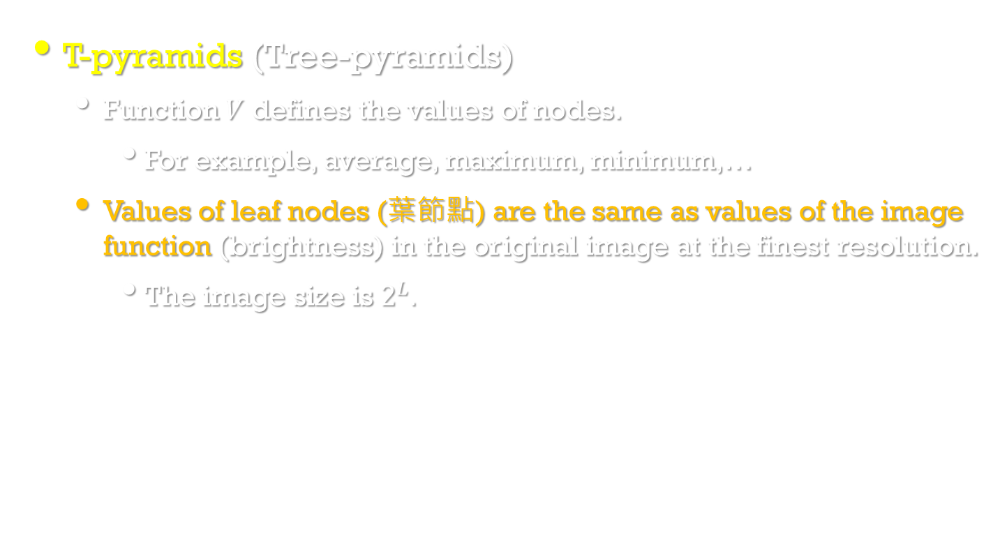 • T-pyramids (Tree-pyramids)
• Function V defines the values of nodes.
• For example, average, maximum, minimum,…
• Values of leaf nodes (葉節點) are the same as values of the image
function (brightness) in the original image at the finest resolution.
• The image size is 2^L.